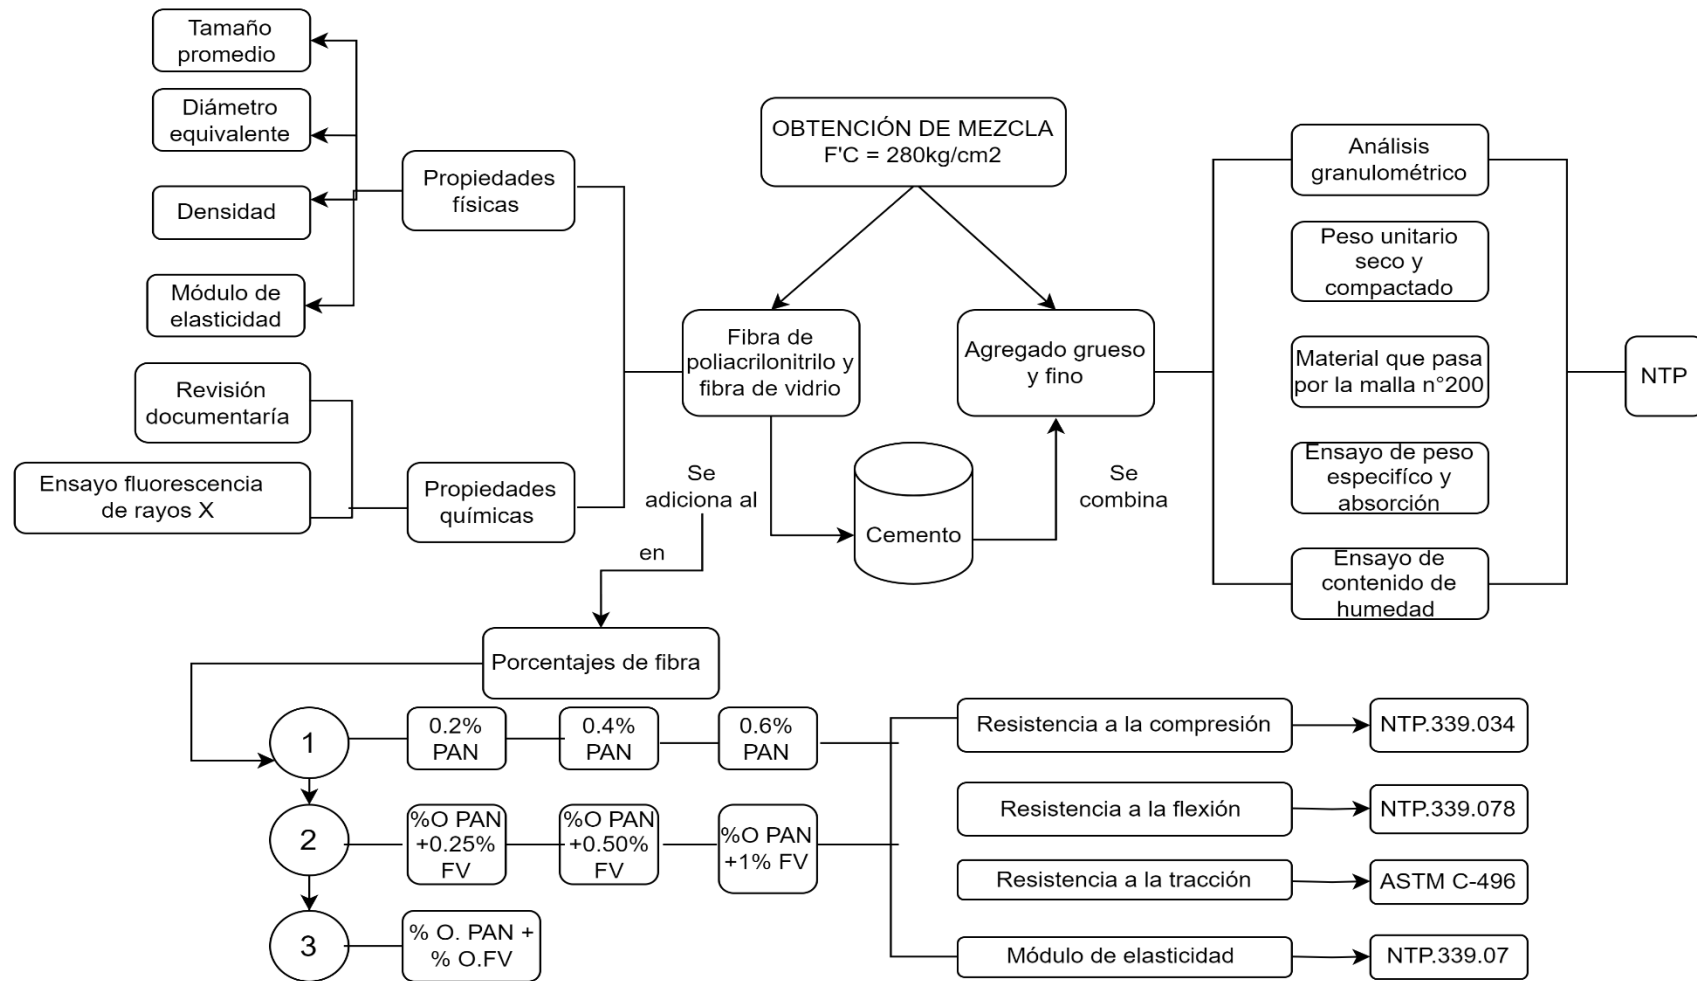 Tamaño
promedio
Diámetro
equivalente
Densidad
Módulo de
elasticidad
Propiedades
físicas
Revisión
documentaría
Ensayo fluorescencia
de rayos X
Propiedades
químicas
OBTENCIÓN DE MEZCLA
F'C = 280kg/cm2
Fibra de
poliacrilonitrilo y
fibra de vidrio
Agregado grueso
y fino
Se
adiciona al
en
Cemento
Se
combina
Análisis
granulométrico
Peso unitario
seco y
compactado
Material que pasa
por la malla n°200
Ensayo de peso
especifíco y
absorción
Ensayo de
contenido de
humedad
NTP
Porcentajes de fibra
1
0.2%
PAN
0.4%
PAN
0.6%
PAN
2
%O PAN
+0.25%
FV
%O PAN
+0.50%
FV
%O PAN
+1% FV
3
% O. PAN +
% O.FV
Resistencia a la compresión
NTP.339.034
Resistencia a la flexión
NTP.339.078
Resistencia a la tracción
ASTM C-496
Módulo de elasticidad
NTP.339.07